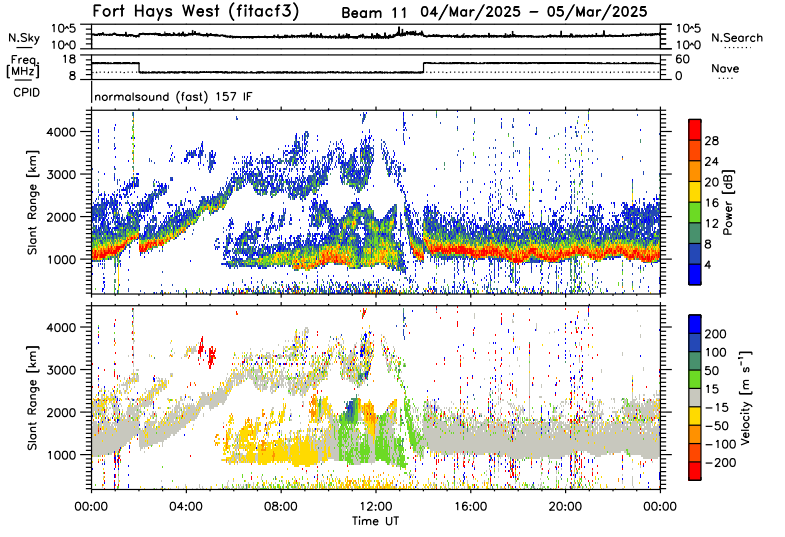 Fort Hays West (fitacf3) Beam 11 04/Mar/2025 - 05/Mar/2025
N.Sky 10^5 10^0 10^5 10^0 N.Search
Freq. [MHz] 18 8 60 0 Nave
CPID normalsound (fast) 157 IF
Slant Range [km] 4000 3000 2000 1000
28 24 20 16 12 8 4 Power [dB]
Slant Range [km] 4000 3000 2000 1000
200 100 50 15 -15 -50 -100 -200 Velocity [m s⁻¹]
00:00 04:00 08:00 12:00 16:00 20:00 00:00
Time UT